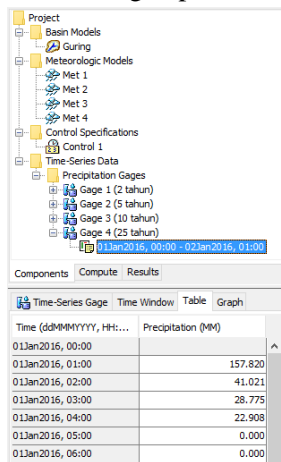 Project
Basin Models
Guring
Meteorologic Models
Met 1
Met 2
Met 3
Met 4
Control Specifications
Control 1
Time-Series Data
Precipitation Gages
Gage 1 (2 tahun)
Gage 2 (5 tahun)
Gage 3 (10 tahun)
Gage 4 (25 tahun)
01Jan2016, 00:00 - 02Jan2016, 01:00
Components Compute Results
Time-Series Gage Time Window Table Graph
Time (ddMMMYYYY, HH:... Precipitation (MM)
01Jan2016, 00:00
01Jan2016, 01:00 157.820
01Jan2016, 02:00 41.021
01Jan2016, 03:00 28.775
01Jan2016, 04:00 22.908
01Jan2016, 05:00 0.000
01Jan2016, 06:00 0.000